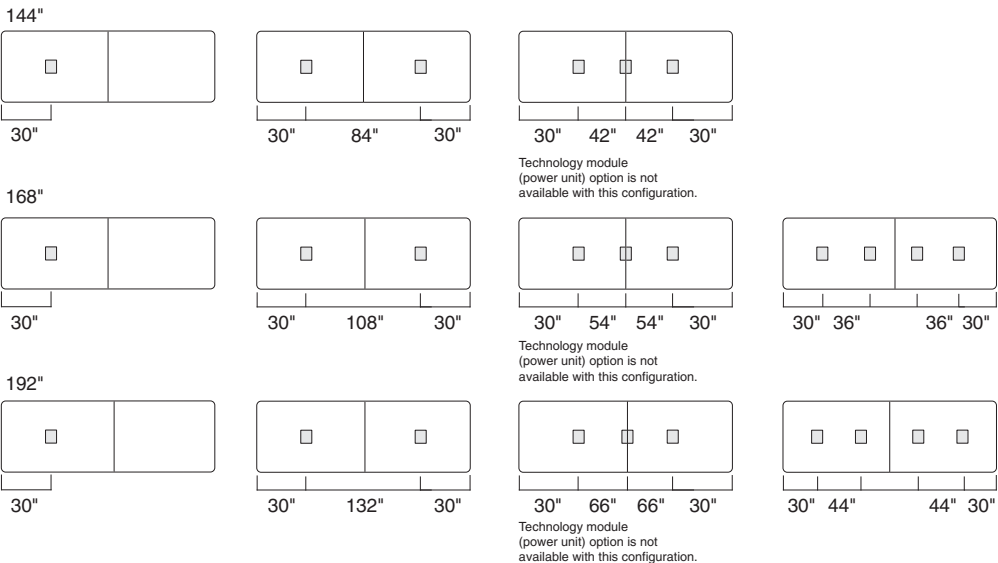 144"
30"
30" 84" 30"
30" 42" 42" 30"
Technology module
(power unit) option is not
available with this configuration.
168"
30"
30" 108" 30"
30" 54" 54" 30"
Technology module
(power unit) option is not
available with this configuration.
30" 36" 36" 30"
192"
30"
30" 132" 30"
30" 66" 66" 30"
Technology module
(power unit) option is not
available with this configuration.
30" 44" 44" 30"